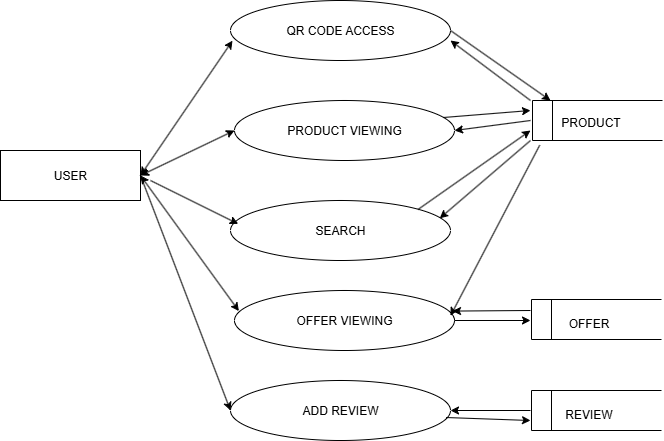 QR CODE ACCESS
PRODUCT VIEWING
PRODUCT
USER
SEARCH
OFFER VIEWING
OFFER
ADD REVIEW
REVIEW